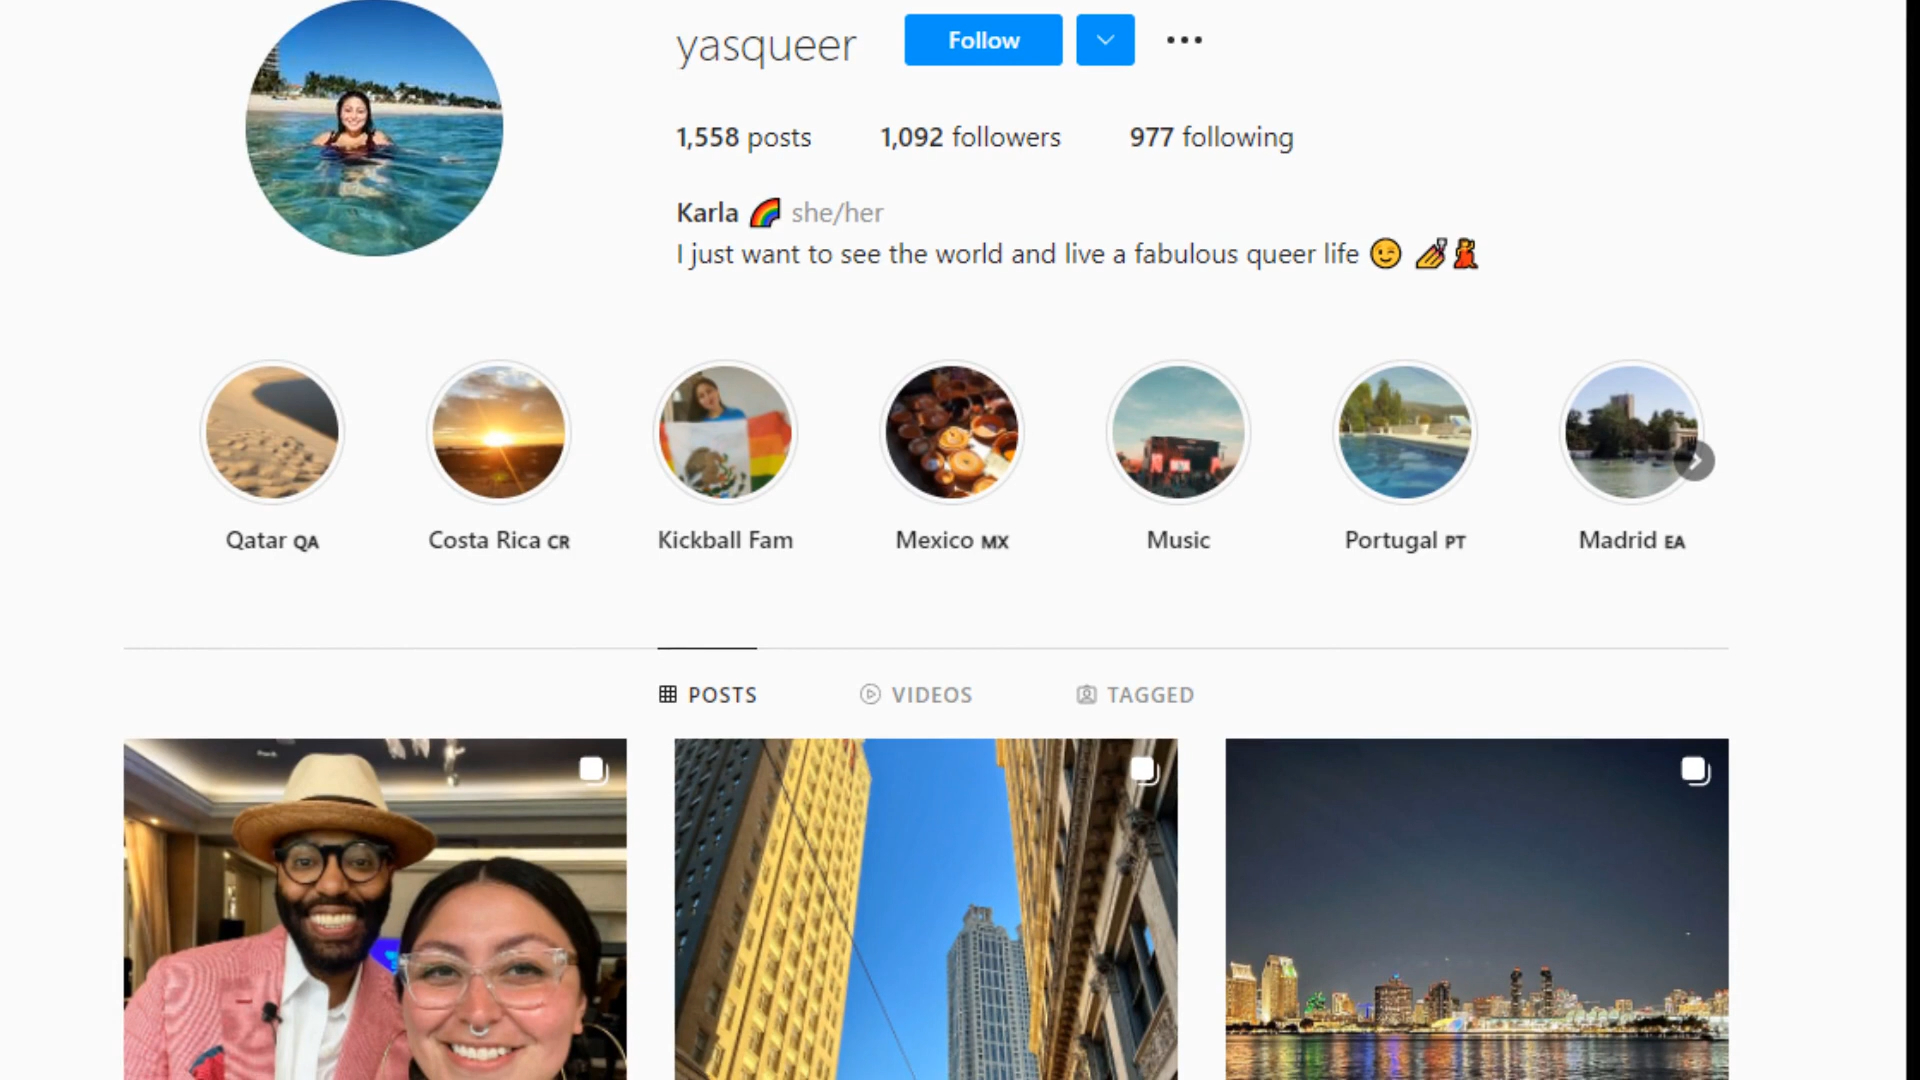 yasqueer Follow
1,558 posts 1,092 followers 977 following
Karla she/her
I just want to see the world and live a fabulous queer life
Qatar QA Costa Rica CR Kickball Fam Mexico MX Music Portugal PT Madrid EA
POSTS VIDEOS TAGGED